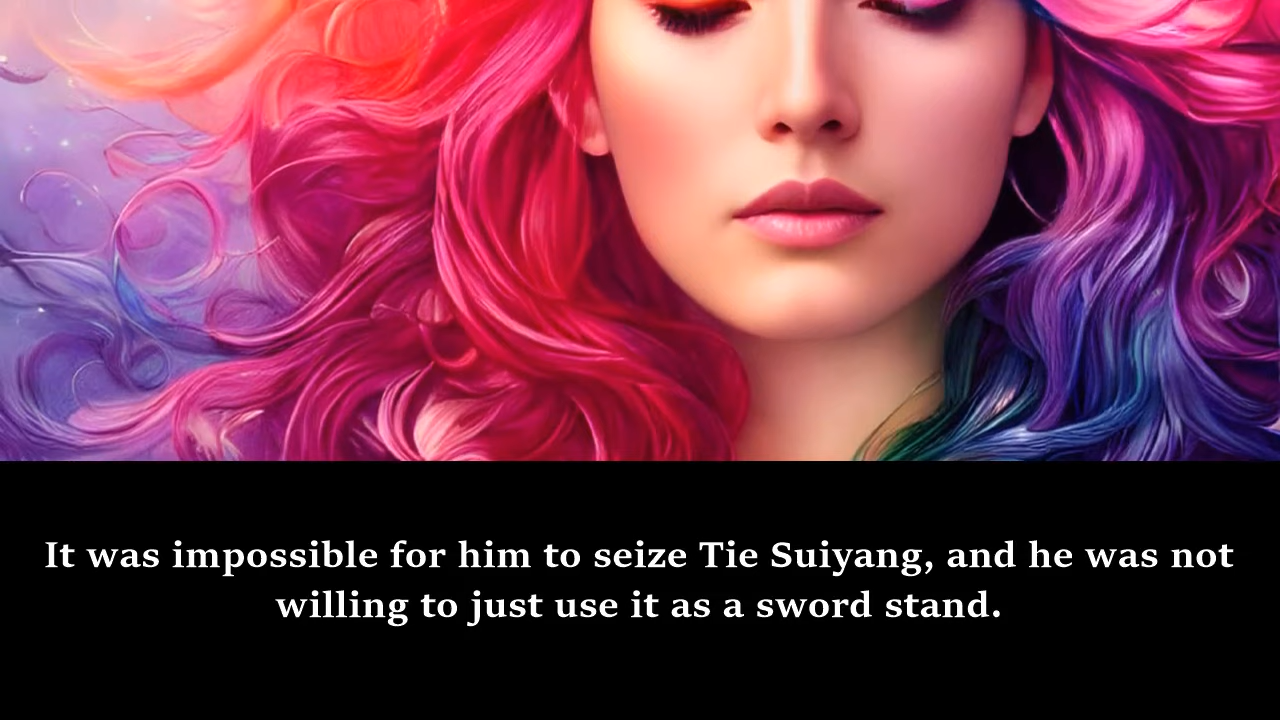 It was impossible for him to seize Tie Suiyang, and he was not
willing to just use it as a sword stand.